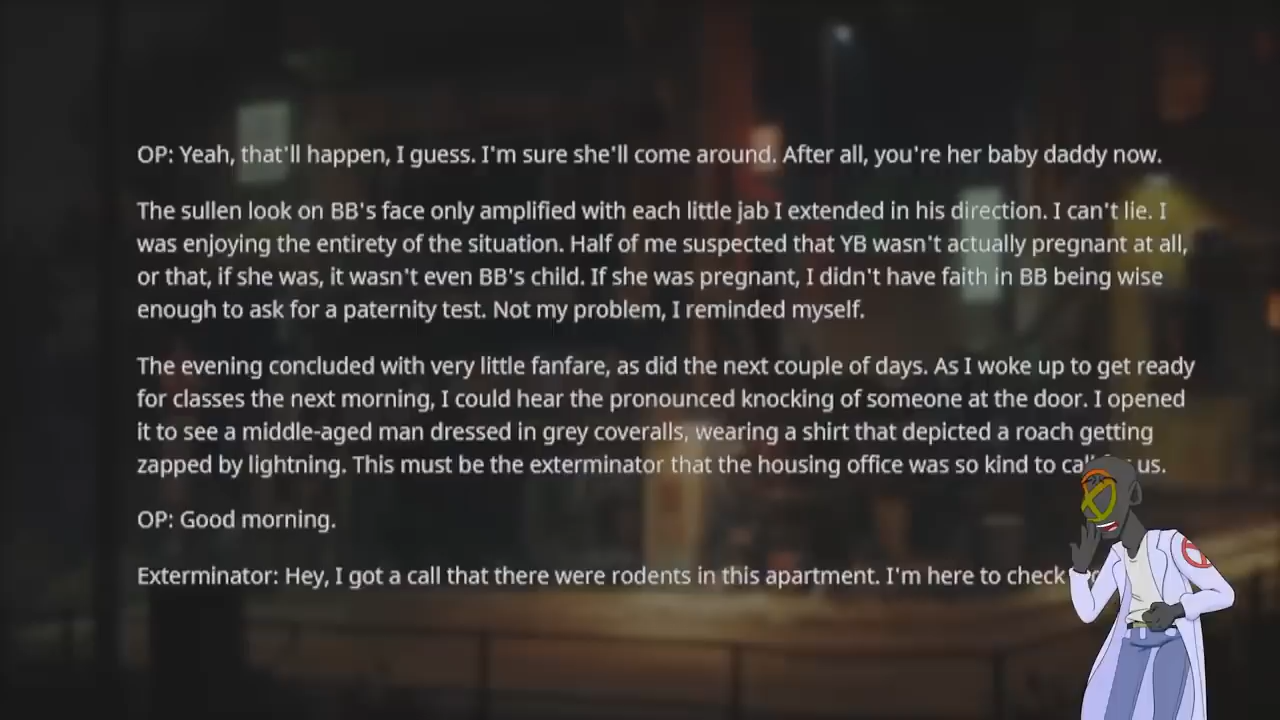 OP: Yeah, that'll happen, I guess. I'm sure she'll come around. After all, you're her baby daddy now.
The sullen look on BB's face only amplified with each little jab I extended in his direction. I can't lie. I
was enjoying the entirety of the situation. Half of me suspected that YB wasn't actually pregnant at all,
or that, if she was, it wasn't even BB's child. If she was pregnant, I didn't have faith in BB being wise
enough to ask for a paternity test. Not my problem, I reminded myself.
The evening concluded with very little fanfare, as did the next couple of days. As I woke up to get ready
for classes the next morning, I could hear the pronounced knocking of someone at the door. I opened
it to see a middle-aged man dressed in grey coveralls, wearing a shirt that depicted a roach getting
zapped by lightning. This must be the exterminator that the housing office was so kind to us.
OP: Good morning.
Exterminator: Hey, I got a call that there were rodents in this apartment. I'm here to check